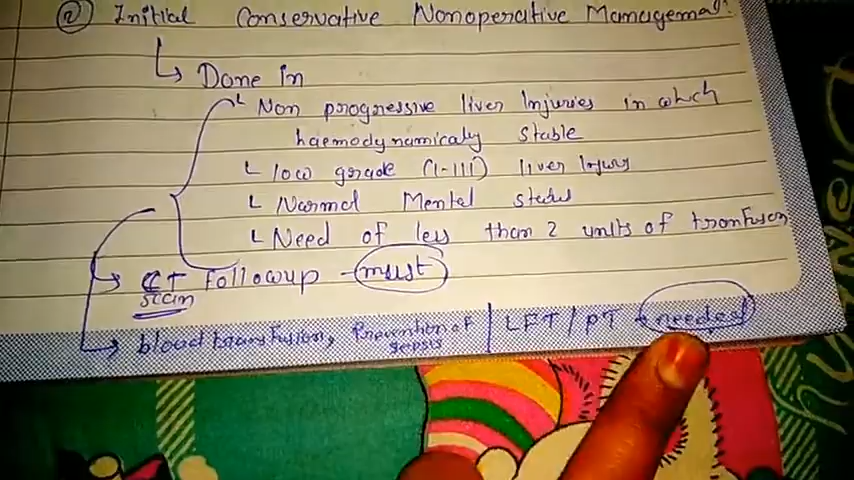 ② Initial Conservative Nonoperative Management
Done in
Non progressive liver Injuries in which
haemodynamicaly stable
low grade (I-III) liver Injury
Normal Mental status
Need of less than 2 units of tranfusion
CT Followup - must
scan
blood transfusion, Prevention of sepsis | LFT / PT → needed